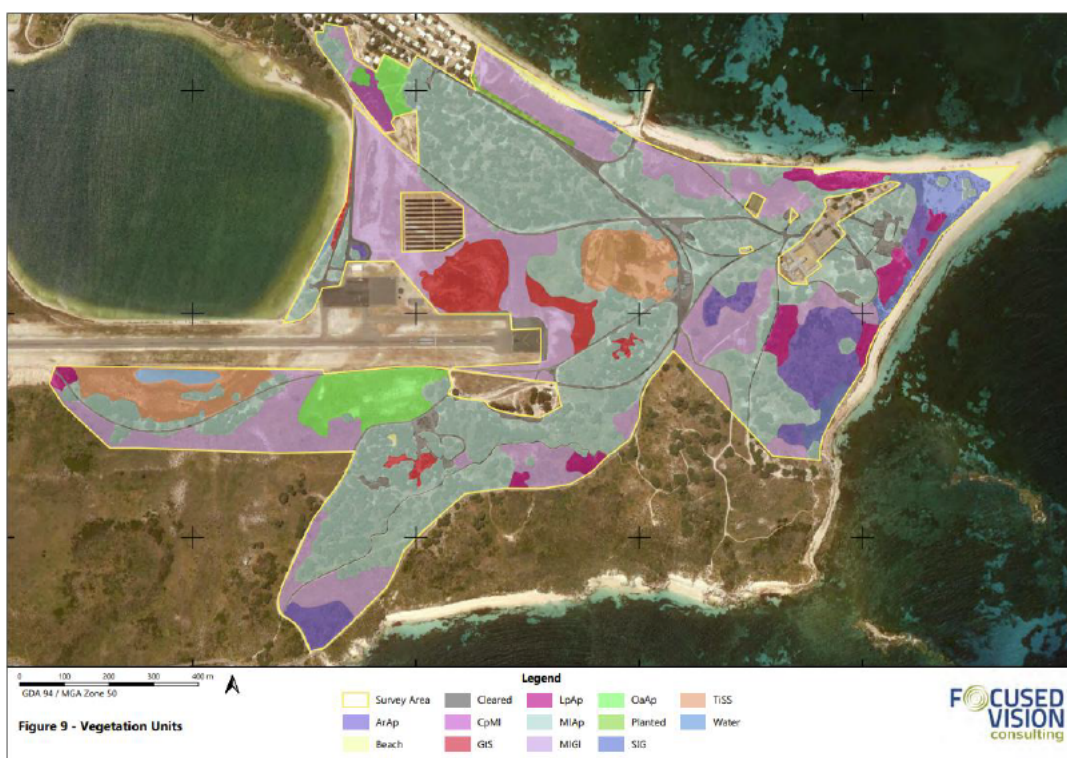 0 100 200 300 400 m
GDA 94 / MGA Zone 50
Figure 9 - Vegetation Units
Legend
Survey Area
Cleared
LpAp
OaAp
TiSS
ArAp
CpMl
MlAp
Planted
Water
Beach
GtS
MlGl
SlG
FOCUSED
VISION
consulting